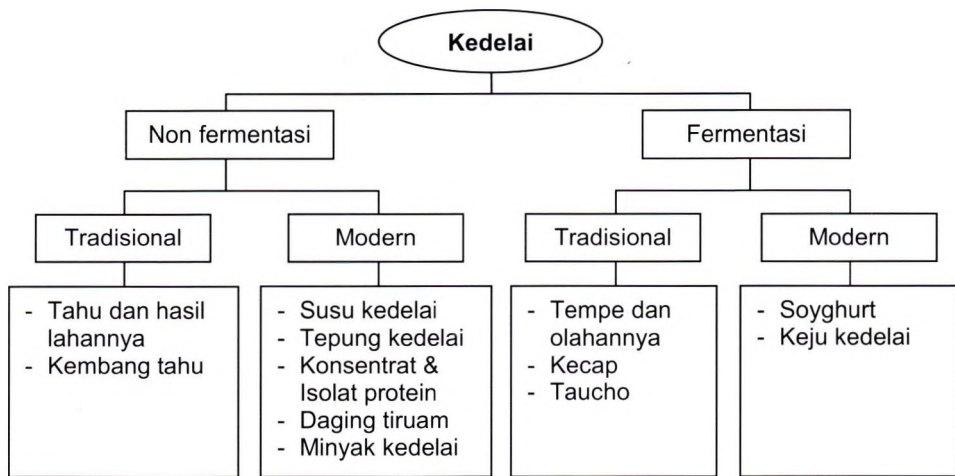 Kedelai
Non fermentasi
Fermentasi
Tradisional
Modern
Tradisional
Modern
- Tahu dan hasil
lahannya
- Kembang tahu
- Susu kedelai
- Tepung kedelai
- Konsentrat &
Isolat protein
- Daging tiruam
- Minyak kedelai
- Tempe dan
olahannya
- Kecap
- Taucho
- Soyghurt
- Keju kedelai